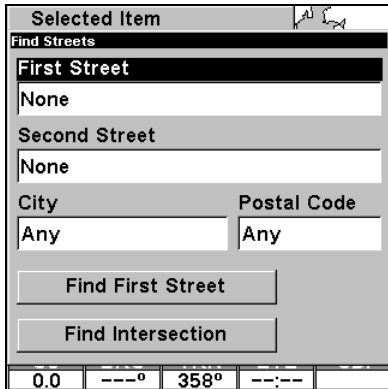 Selected Item
Find Streets
First Street
None
Second Street
None
City Postal Code
Any Any
Find First Street
Find Intersection
0.0 ---º 358º --:--